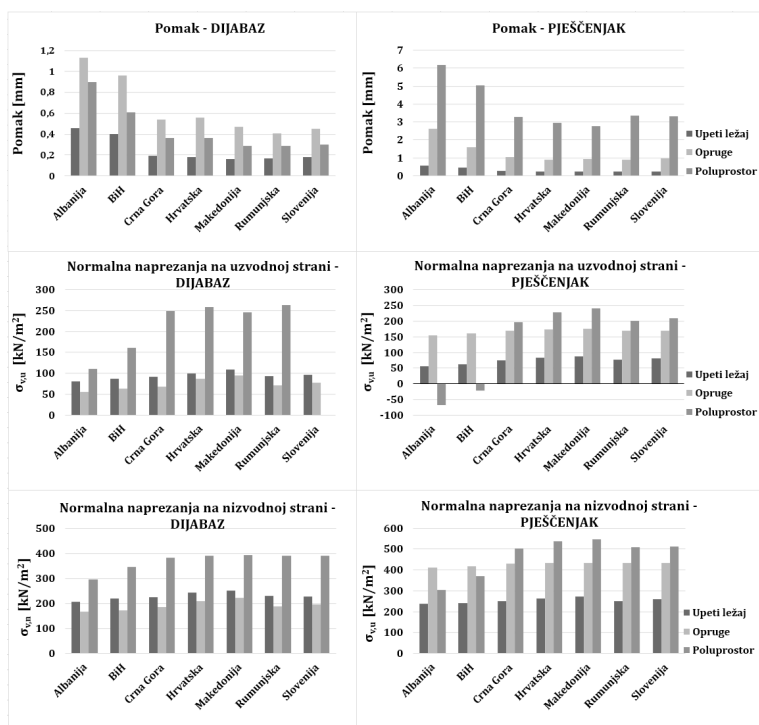 Pomak - DIJABAZ
Pomak [mm]
1,2
1
0,8
0,6
0,4
0,2
Albanija
BiH
Crna Gora
Hrvatska
Makedonija
Rumunjska
Slovenija
Pomak - PJEŠČENJAK
Pomak [mm]
7
6
5
4
3
2
1
0
Albanija
BiH
Crna Gora
Hrvatska
Makedonija
Rumunjska
Slovenija
Upeti ležaj
Opruge
Poluprostor
Normalna naprezanja na uzvodnoj strani -
DIJABAZ
σv,u [kN/m²]
300
250
200
150
100
50
0
Albanija
BiH
Crna Gora
Hrvatska
Makedonija
Rumunjska
Slovenija
Normalna naprezanja na uzvodnoj strani -
PJEŠČENJAK
σv,u [kN/m²]
300
250
200
150
100
50
0
-50
-100
Albanija
BiH
Crna Gora
Hrvatska
Makedonija
Rumunjska
Slovenija
Upeti ležaj
Opruge
Poluprostor
Normalna naprezanja na nizvodnoj strani -
DIJABAZ
σv,n [kN/m²]
500
400
300
200
100
0
Albanija
BiH
Crna Gora
Hrvatska
Makedonija
Rumunjska
Slovenija
Normalna naprezanja na nizvodnoj strani -
PJEŠČENJAK
σv,u [kN/m²]
600
500
400
300
200
100
0
Albanija
BiH
Crna Gora
Hrvatska
Makedonija
Rumunjska
Slovenija
Upeti ležaj
Opruge
Poluprostor